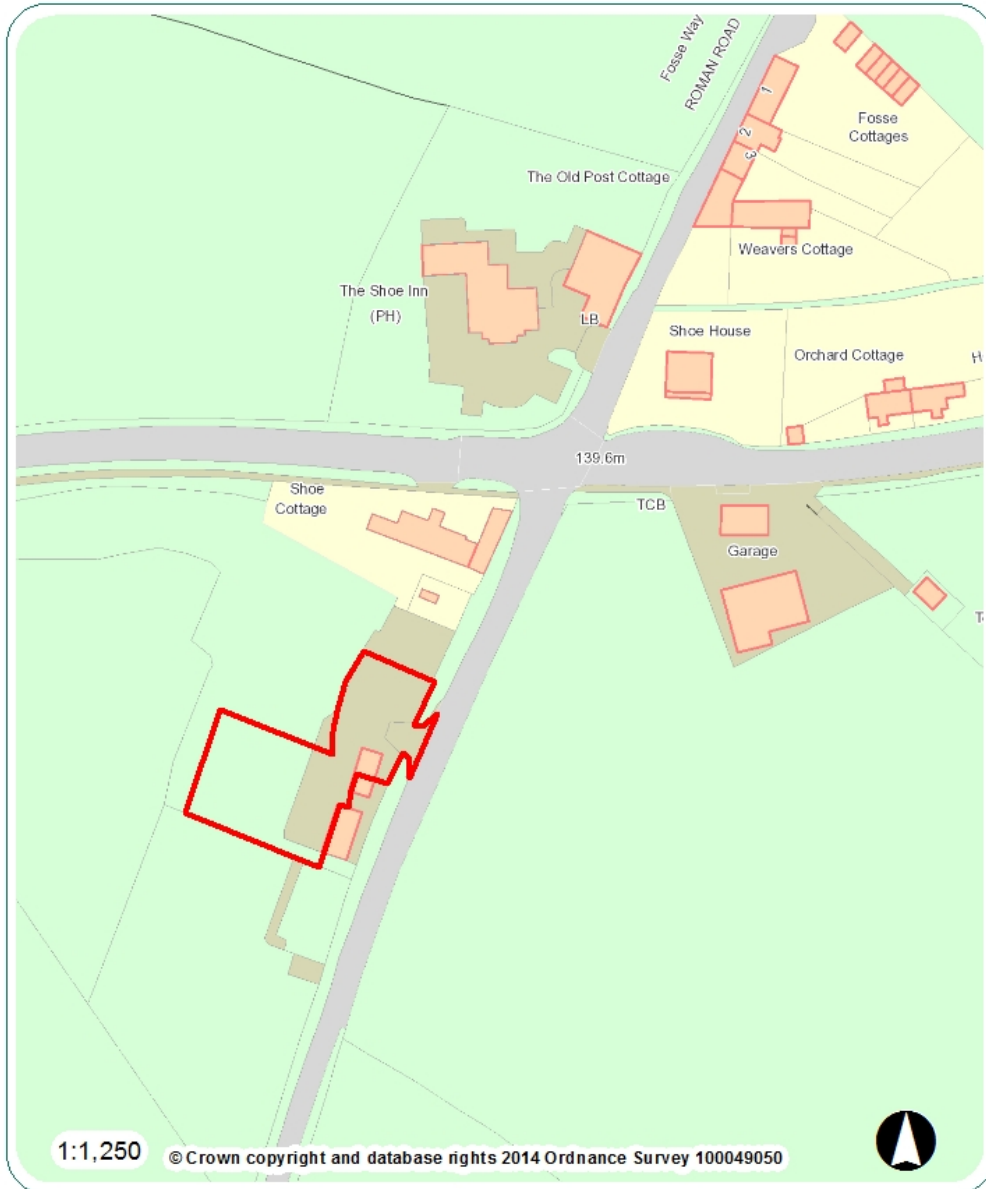 Fosse Way
ROMAN ROAD
1
2
3
Fosse
Cottages
The Old Post Cottage
Weavers Cottage
The Shoe Inn
(PH)
LB
Shoe House
Orchard Cottage
H
139.6m
Shoe
Cottage
TCB
Garage
T
1:1,250
© Crown copyright and database rights 2014 Ordnance Survey 100049050